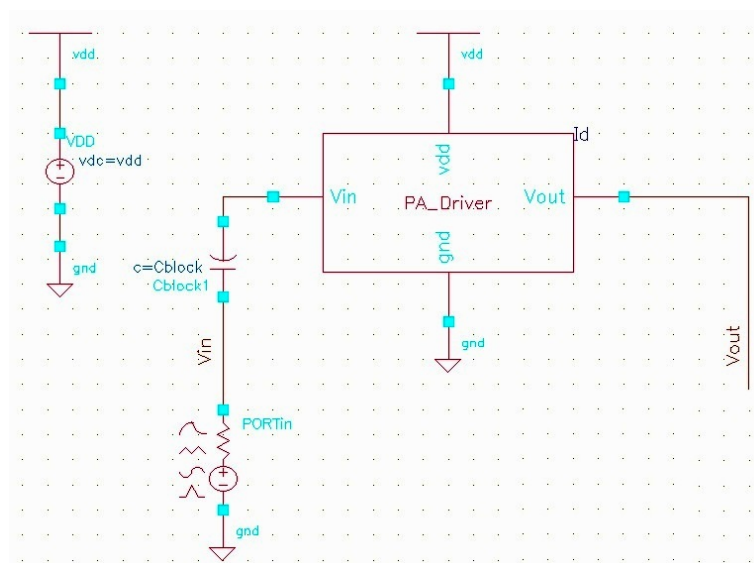 vdd
VDD
vdc=vdd
gnd
vdd
Id
vdd
Vin
PA_Driver
Vout
gnd
gnd
c=Cblock
Cblock1
Vin
PORTin
gnd
Vout